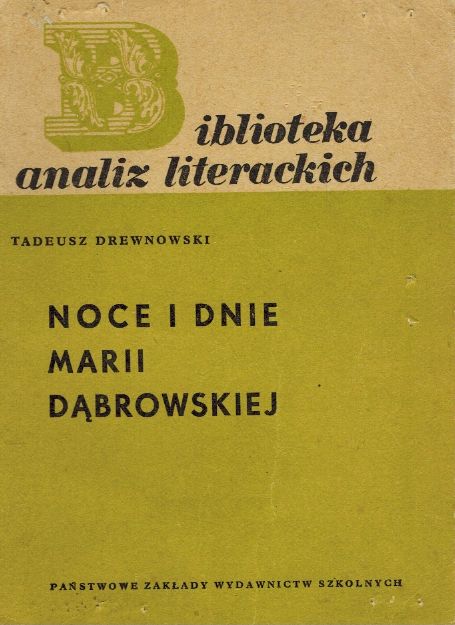 Biblioteka
analiz literackich
TADEUSZ DREWNOWSKI
NOCE I DNIE
MARII
DĄBROWSKIEJ
PAŃSTWOWE ZAKŁADY WYDAWNICTW SZKOLNYCH